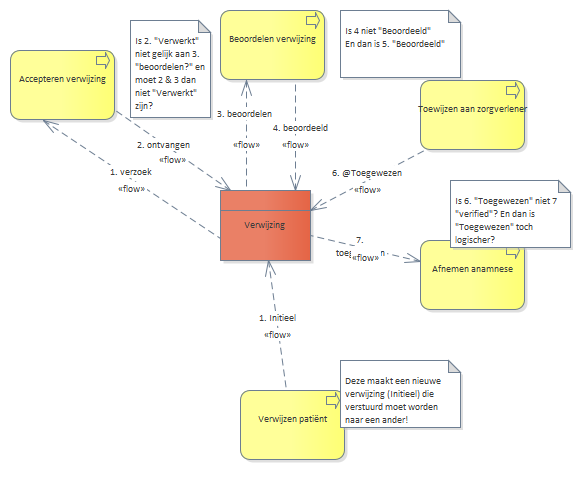 Is 2. "Verwerkt"
niet gelijk aan 3.
"beoordelen?" en
moet 2 & 3 dan
niet "Verwerkt"
zijn?
Beoordelen verwijzing
Is 4 niet "Beoordeeld"
En dan is 5. "Beoordeeld"
Accepteren verwijzing
Toewijzen aan zorgverlener
3. beoordelen
«flow»
4. beoordeeld
«flow»
2. ontvangen
«flow»
1. verzoek
«flow»
6. @Toegewezen
«flow»
Is 6. "Toegewezen" niet 7
"verified"? En dan is
"Toegewezen" toch
logischer?
Verwijzing
7.
«flow»
Afnemen anamnese
1. Initieel
«flow»
Verwijzen patiënt
Deze maakt een nieuwe
verwijzing (Initieel) die
verstuurd moet worden
naar een ander!